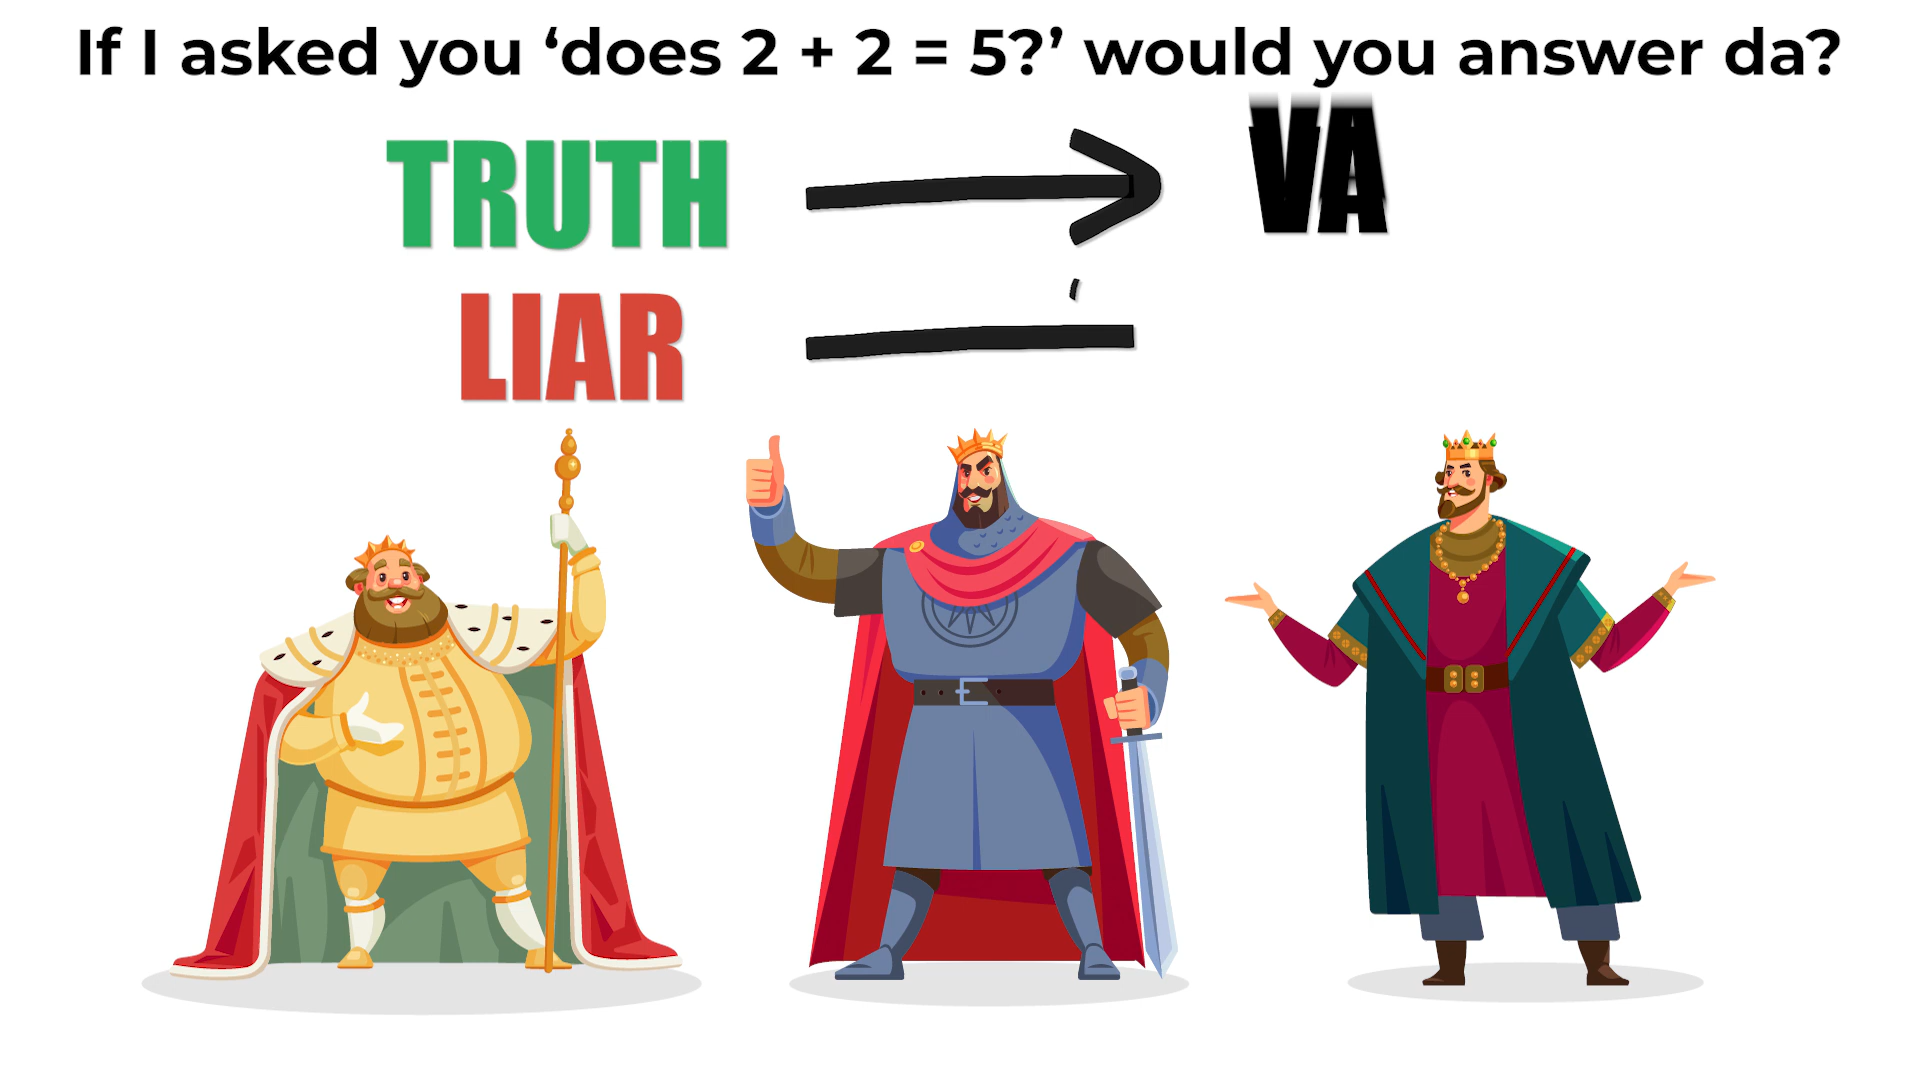 If I asked you ‘does 2 + 2 = 5?’ would you answer da?
TRUTH
VA
LIAR